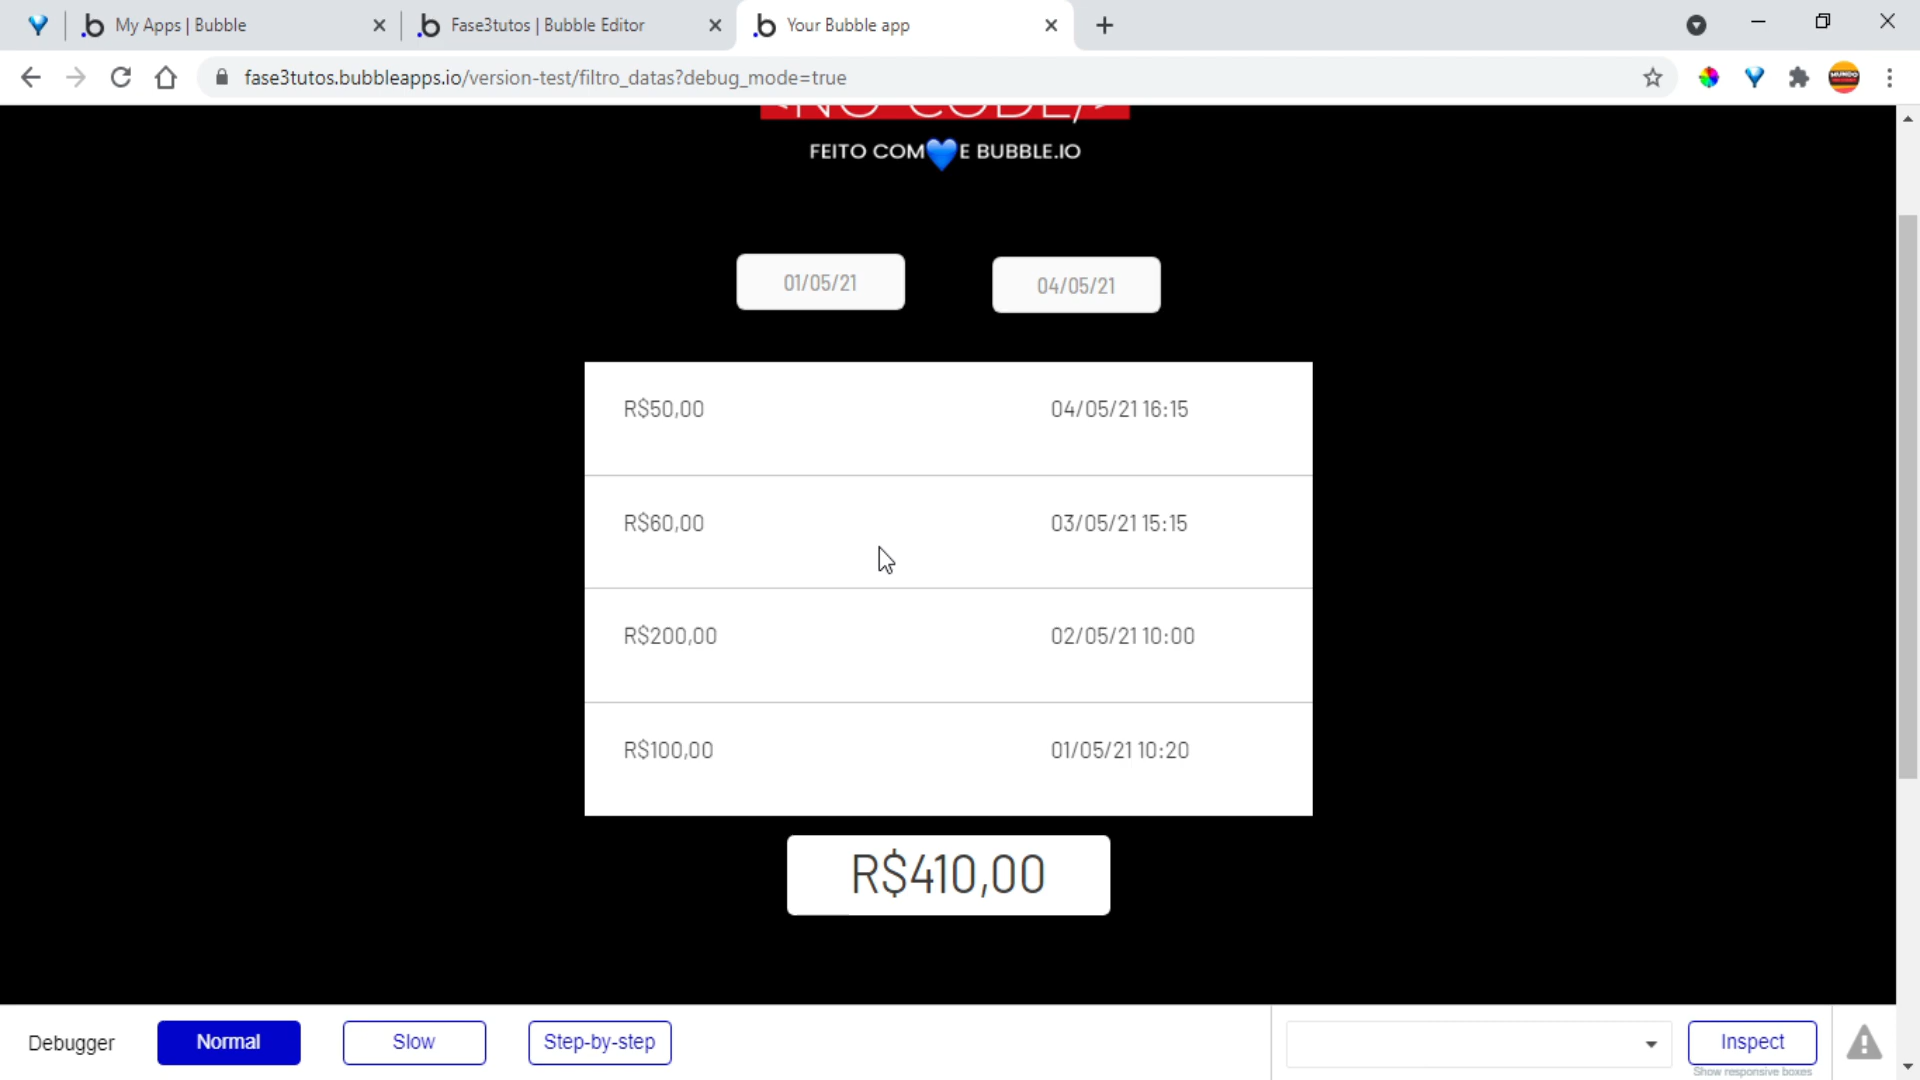 My Apps | Bubble
Fase3tutos | Bubble Editor
Your Bubble app
fase3tutos.bubbleapps.io/version-test/filtro_datas?debug_mode=true
<NO CODE/>
FEITO COM💙E BUBBLE.IO
01/05/21
04/05/21
R$50,00 04/05/21 16:15
R$60,00 03/05/21 15:15
R$200,00 02/05/21 10:00
R$100,00 01/05/21 10:20
R$410,00
Debugger
Normal
Slow
Step-by-step
Inspect
Show responsive boxes